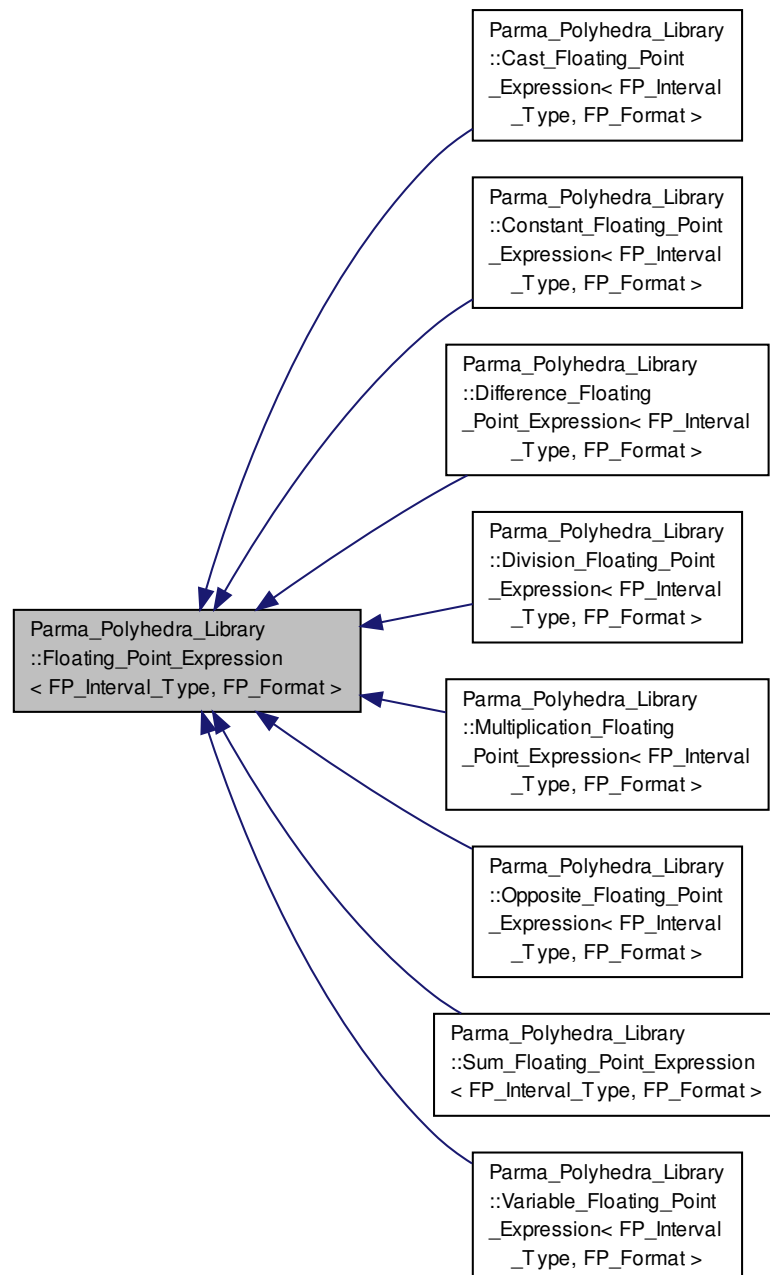 Parma_Polyhedra_Library
::Cast_Floating_Point
_Expression< FP_Interval
_Type, FP_Format >
Parma_Polyhedra_Library
::Constant_Floating_Point
_Expression< FP_Interval
_Type, FP_Format >
Parma_Polyhedra_Library
::Difference_Floating
_Point_Expression< FP_Interval
_Type, FP_Format >
Parma_Polyhedra_Library
::Division_Floating_Point
_Expression< FP_Interval
_Type, FP_Format >
Parma_Polyhedra_Library
::Floating_Point_Expression
< FP_Interval_Type, FP_Format >
Parma_Polyhedra_Library
::Multiplication_Floating
_Point_Expression< FP_Interval
_Type, FP_Format >
Parma_Polyhedra_Library
::Opposite_Floating_Point
_Expression< FP_Interval
_Type, FP_Format >
Parma_Polyhedra_Library
::Sum_Floating_Point_Expression
< FP_Interval_Type, FP_Format >
Parma_Polyhedra_Library
::Variable_Floating_Point
_Expression< FP_Interval
_Type, FP_Format >